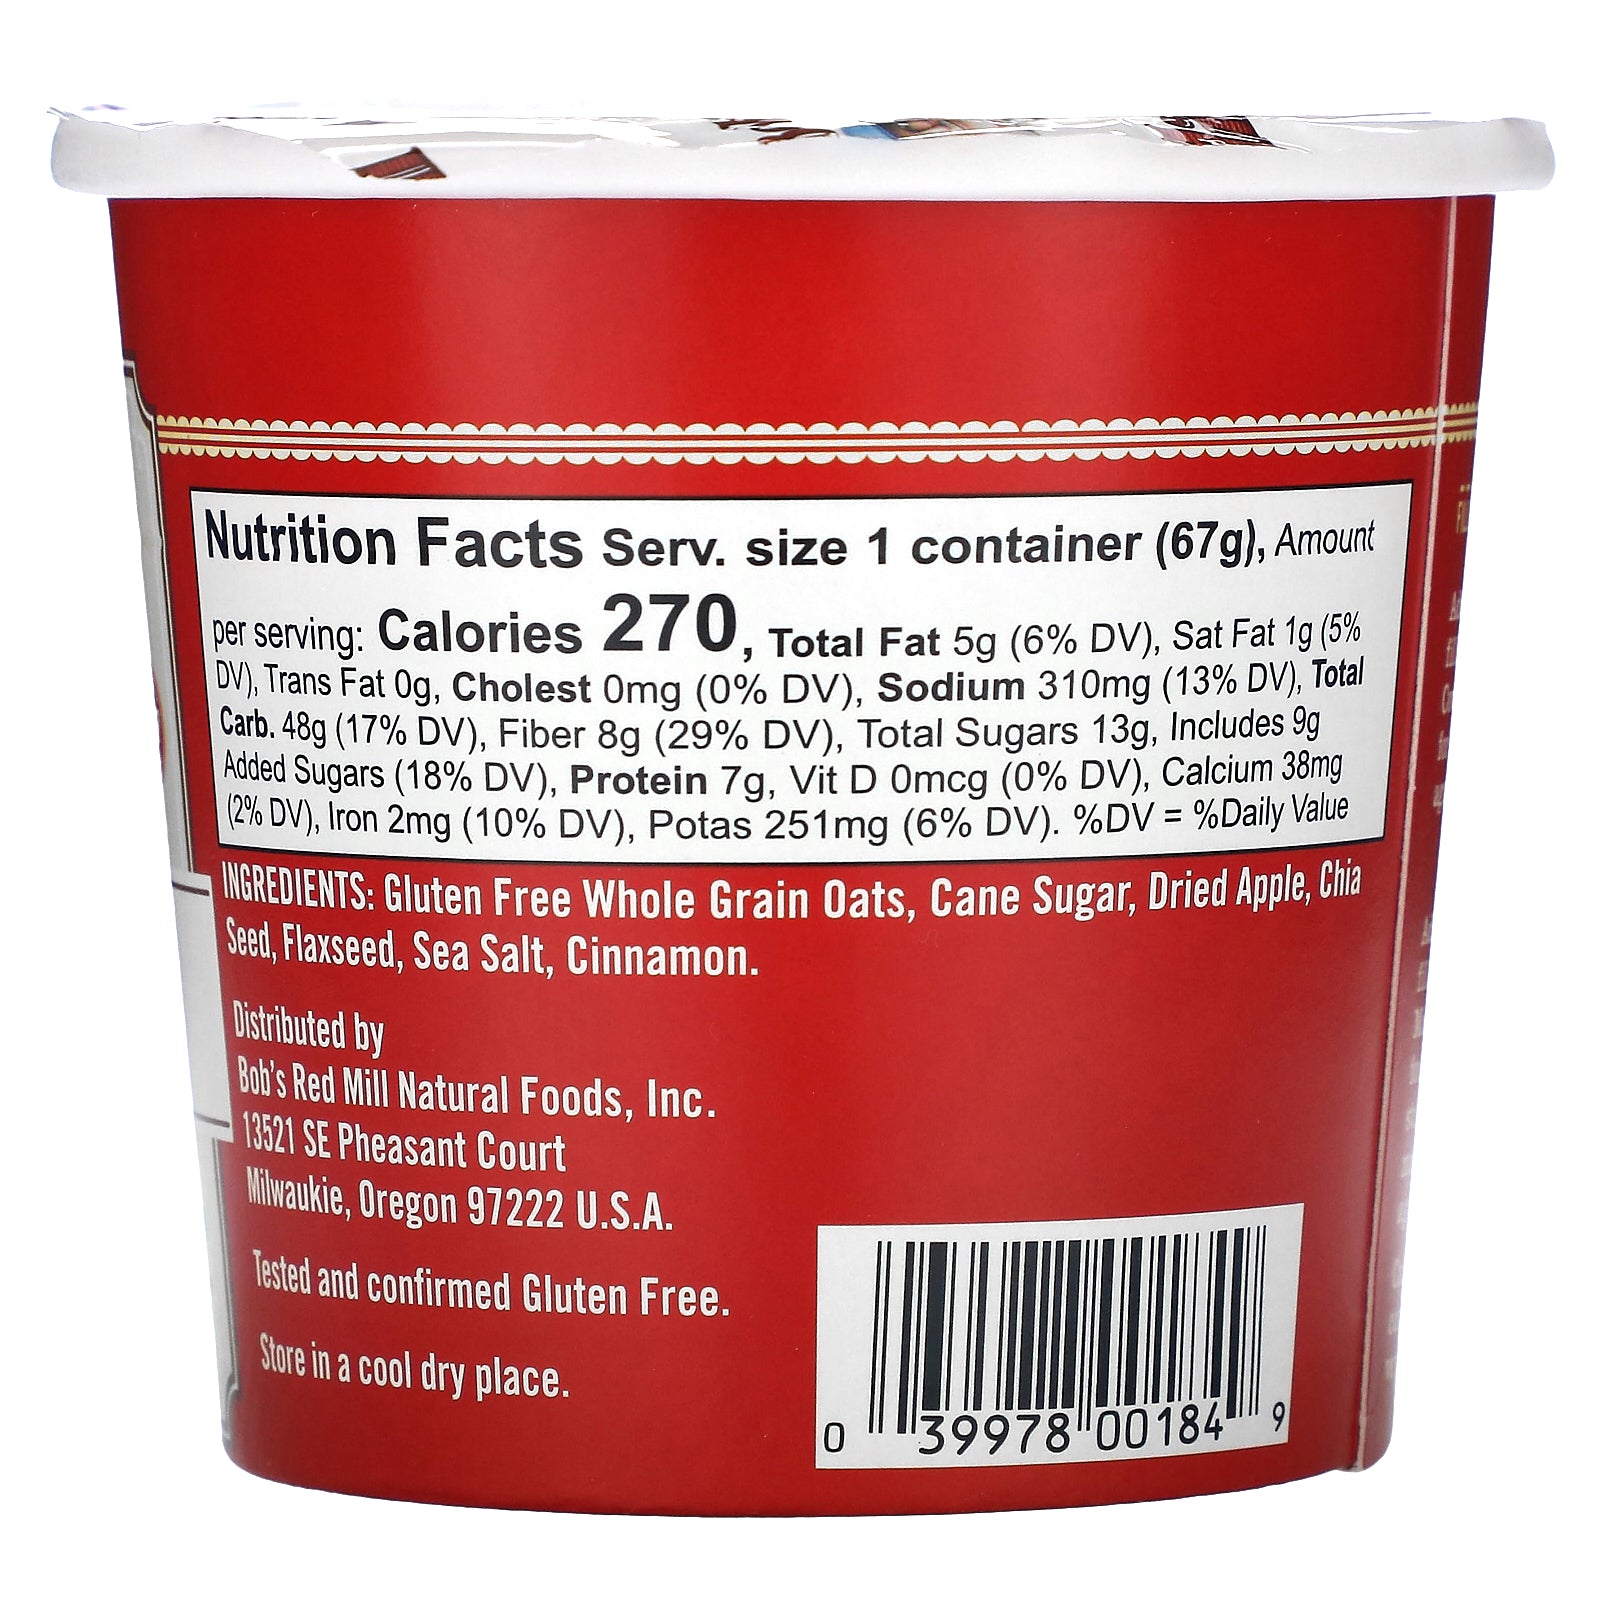 Nutrition Facts Serv. size 1 container (67g), Amount
per serving: Calories 270, Total Fat 5g (6% DV), Sat Fat 1g (5%
DV), Trans Fat 0g, Cholest 0mg (0% DV), Sodium 310mg (13% DV), Total
Carb. 48g (17% DV), Fiber 8g (29% DV), Total Sugars 13g, Includes 9g
Added Sugars (18% DV), Protein 7g, Vit D 0mcg (0% DV), Calcium 38mg
(2% DV), Iron 2mg (10% DV), Potas 251mg (6% DV). %DV = %Daily Value
INGREDIENTS: Gluten Free Whole Grain Oats, Cane Sugar, Dried Apple, Chia
Seed, Flaxseed, Sea Salt, Cinnamon.
Distributed by
Bob's Red Mill Natural Foods, Inc.
13521 SE Pheasant Court
Milwaukie, Oregon 97222 U.S.A.
Tested and confirmed Gluten Free.
Store in a cool dry place.
0 39978 00184 9